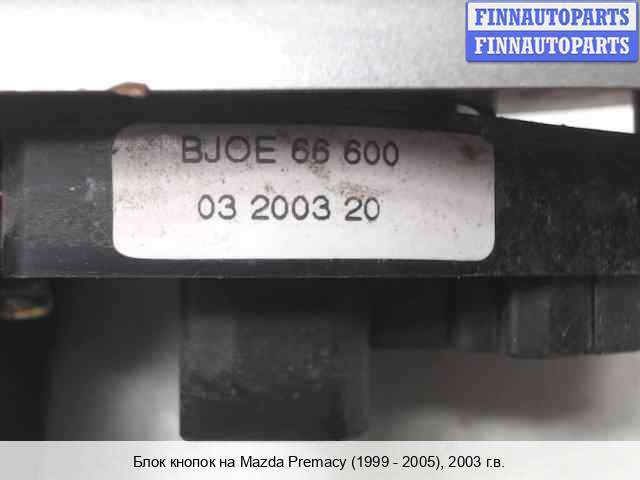 FINNAUTOPARTS
FINNAUTOPARTS
BJOE 66 600
03 2003 20
Блок кнопок на Mazda Premacy (1999 - 2005), 2003 г.в.